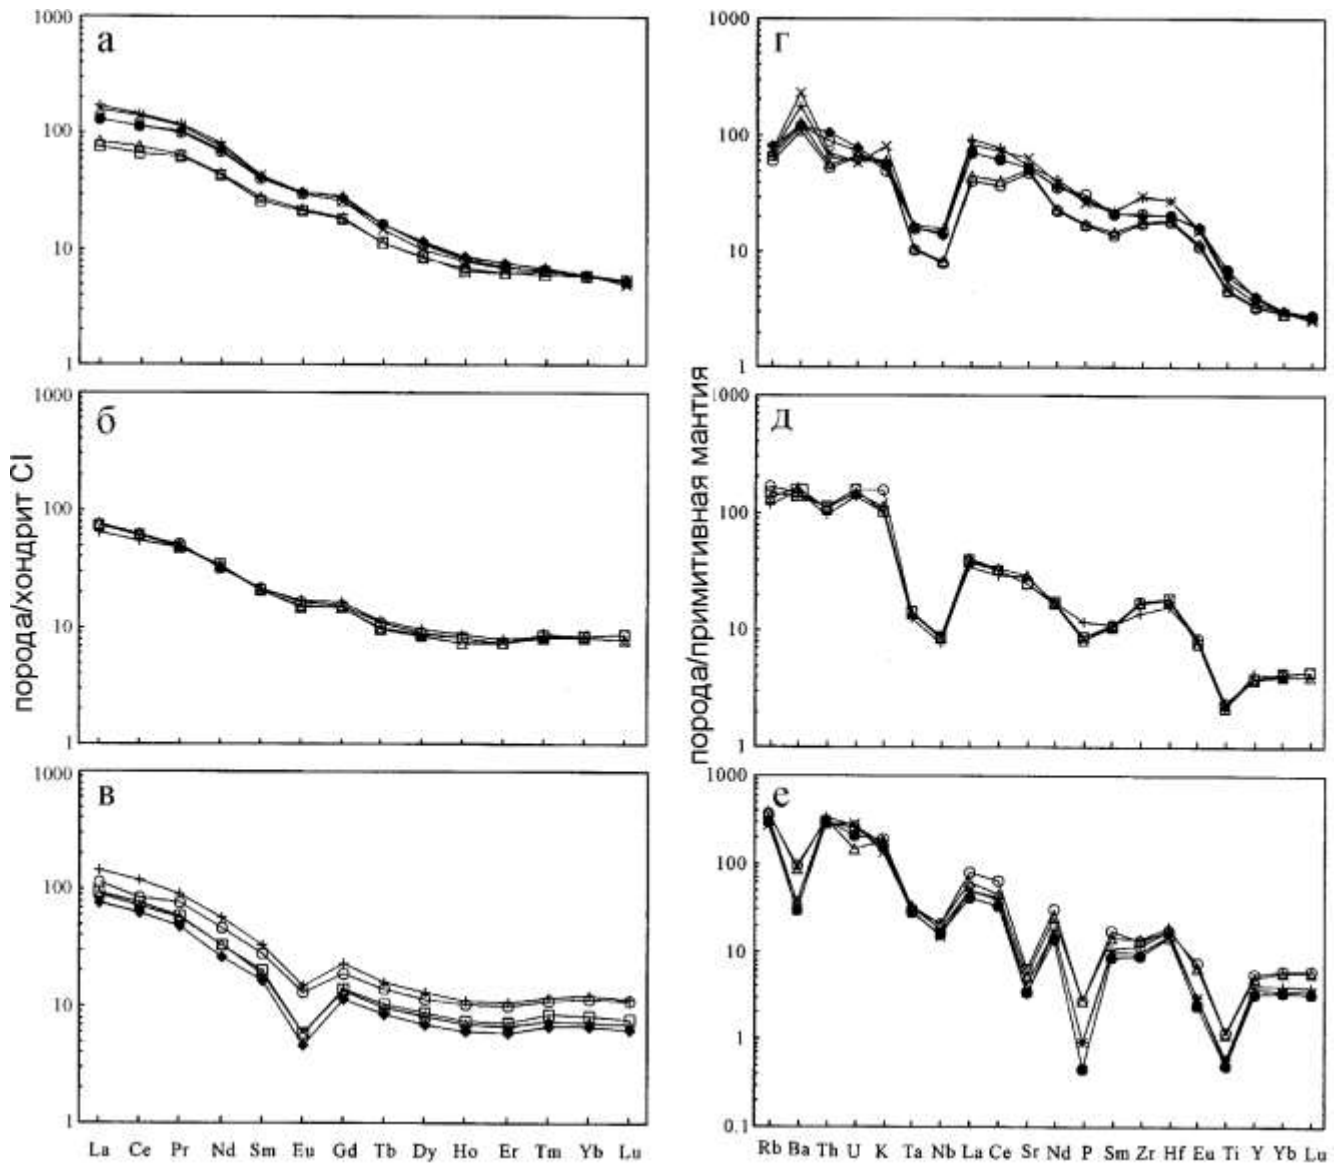 а
1000
100
10
1
г
1000
100
10
1
б
1000
100
10
1
д
1000
100
10
1
в
1000
100
10
1
е
1000
100
10
1
0.1
порода/хондрит CI
порода/примитивная мантия
La Ce Pr Nd Sm Eu Gd Tb Dy Ho Er Tm Yb Lu
Rb Ba Th U K Ta Nb La Ce Sr Nd P Sm Zr Hf Eu Ti Y Yb Lu